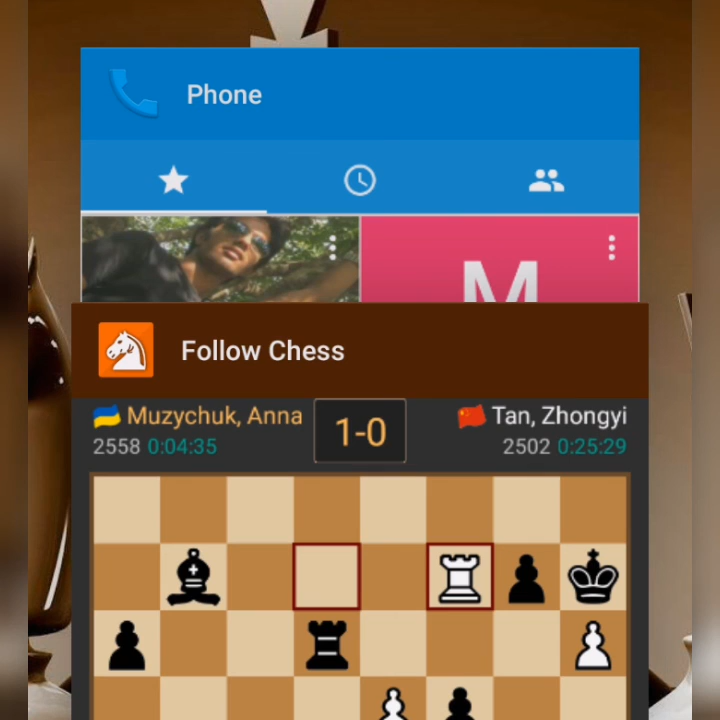 Phone
M
Follow Chess
Muzychuk, Anna
2558 0:04:35
1-0
Tan, Zhongyi
2502 0:25:29